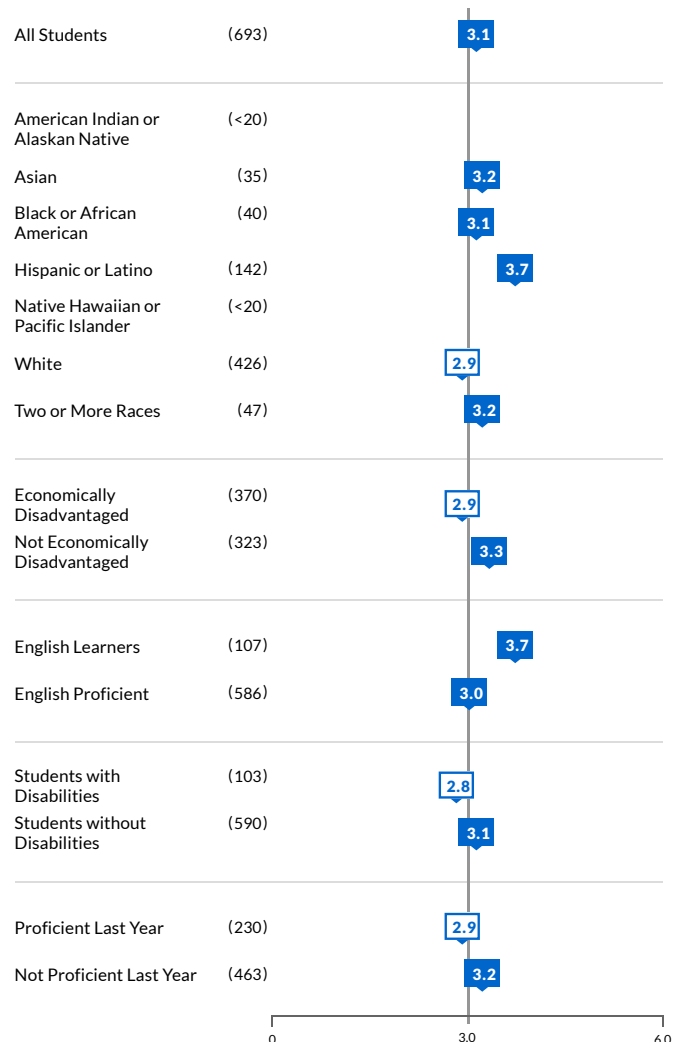 All Students (693) 3.1
American Indian or (<20)
Alaskan Native
Asian (35) 3.2
Black or African (40) 3.1
American
Hispanic or Latino (142) 3.7
Native Hawaiian or (<20)
Pacific Islander
White (426) 2.9
Two or More Races (47) 3.2
Economically (370) 2.9
Disadvantaged
Not Economically (323) 3.3
Disadvantaged
English Learners (107) 3.7
English Proficient (586) 3.0
Students with (103) 2.8
Disabilities
Students without (590) 3.1
Disabilities
Proficient Last Year (230) 2.9
Not Proficient Last Year (463) 3.2
0 3.0 6.0